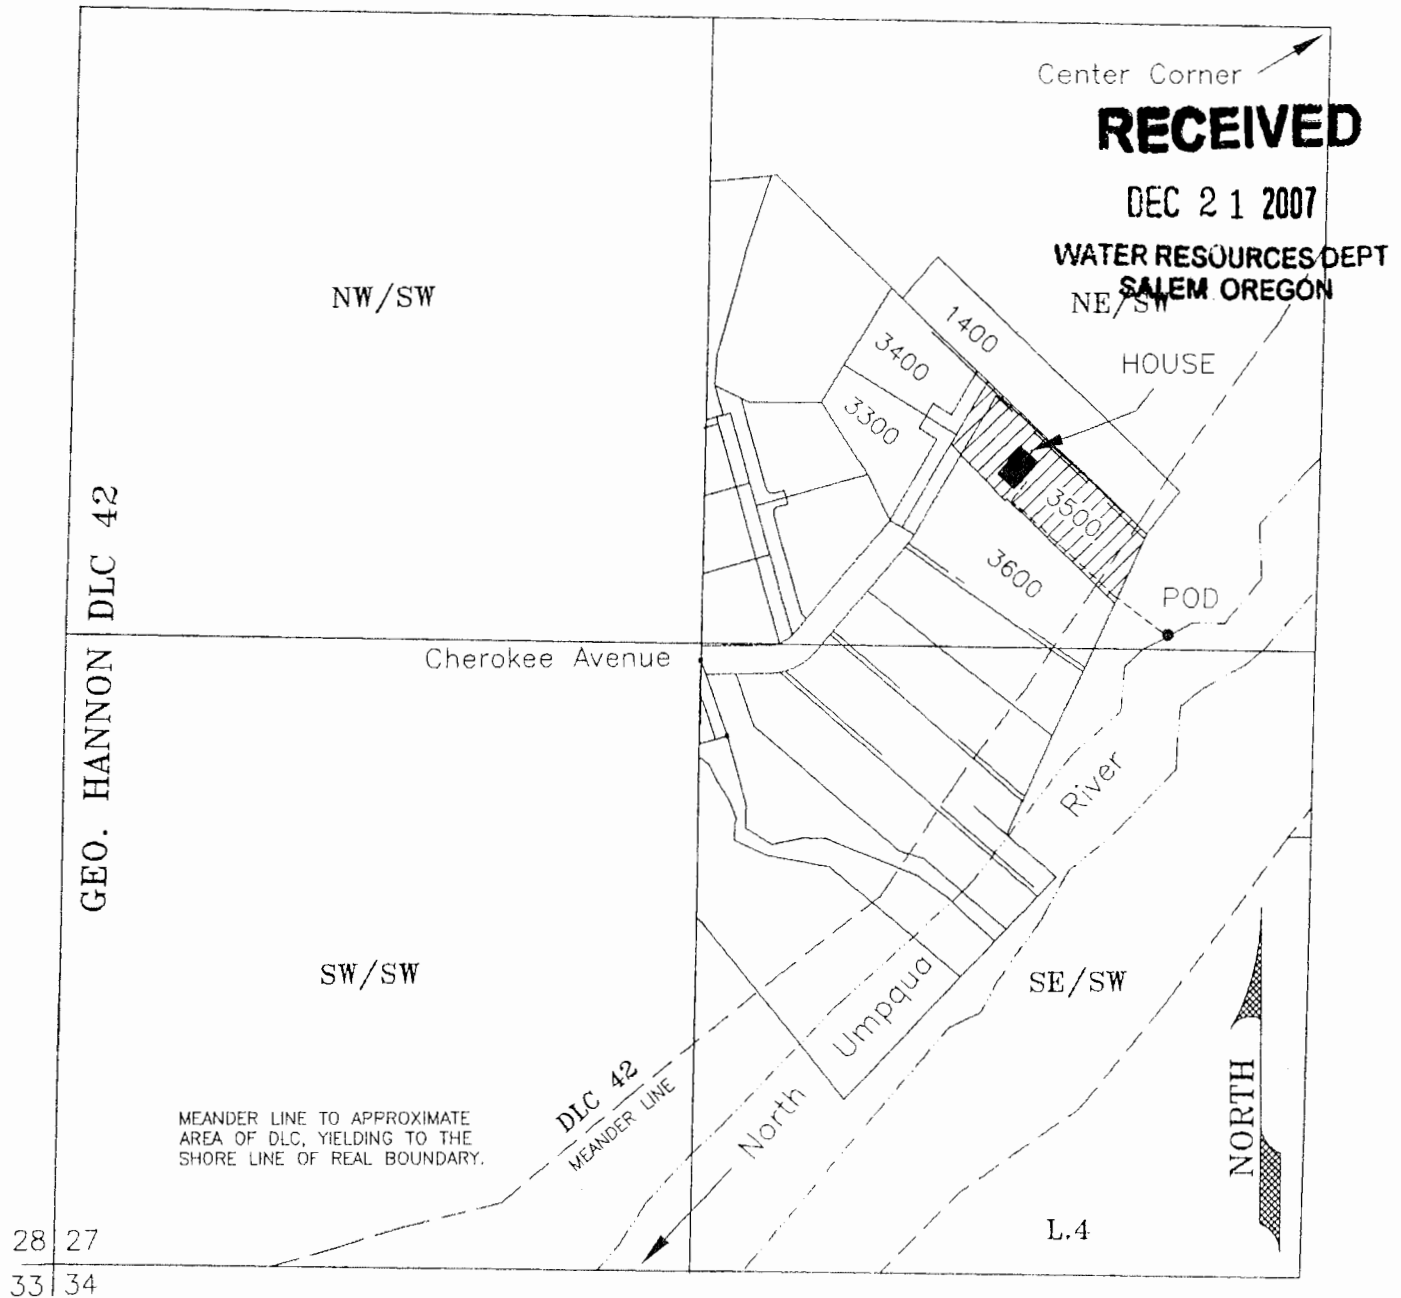 Center Corner
RECEIVED
DEC 21 2007
WATER RESOURCES DEPT
SALEM OREGON
NW/SW
NE/SW
1400
HOUSE
3400
3300
3500
3600
POD
GEO. HANNON DLC 42
Cherokee Avenue
River
SW/SW
SE/SW
Umpqua
North
DLC 42
MEANDER LINE
MEANDER LINE TO APPROXIMATE
AREA OF DLC, YIELDING TO THE
SHORE LINE OF REAL BOUNDARY.
NORTH
L.4
28 27
33 34